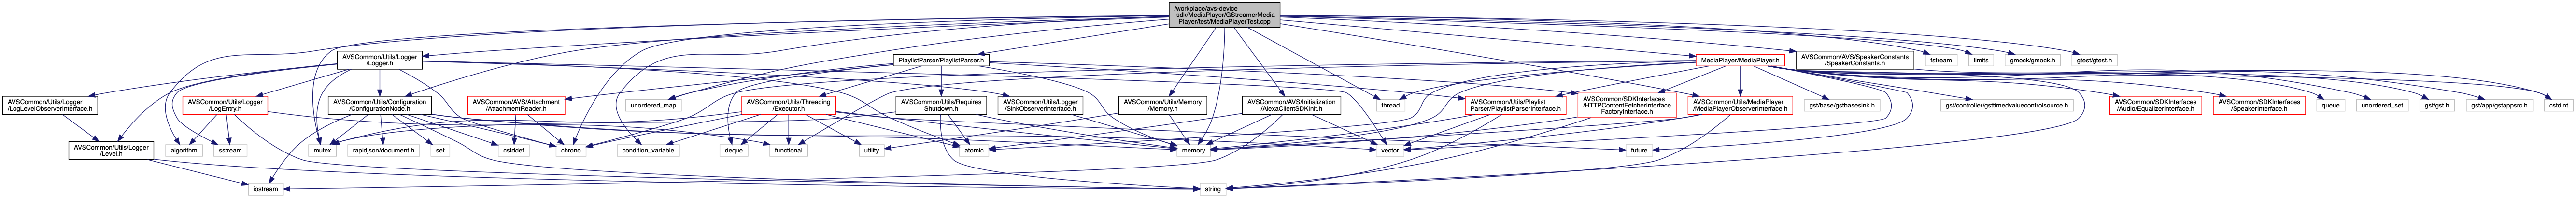 /workplace/avs-device
-sdk/MediaPlayer/GStreamerMedia
Player/test/MediaPlayerTest.cpp
AVSCommon/Utils/Logger
/Logger.h
PlaylistParser/PlaylistParser.h
MediaPlayer/MediaPlayer.h
AVSCommon/AVS/SpeakerConstants
/SpeakerConstants.h
fstream
limits
gmock/gmock.h
gtest/gtest.h
AVSCommon/Utils/Logger
/LogLevelObserverInterface.h
AVSCommon/Utils/Logger
/LogEntry.h
AVSCommon/Utils/Configuration
/ConfigurationNode.h
AVSCommon/AVS/Attachment
/AttachmentReader.h
unordered_map
AVSCommon/Utils/Threading
/Executor.h
AVSCommon/Utils/Requires
Shutdown.h
AVSCommon/Utils/Logger
/SinkObserverInterface.h
AVSCommon/Utils/Memory
/Memory.h
AVSCommon/AVS/Initialization
/AlexaClientSDKInit.h
thread
AVSCommon/Utils/Playlist
Parser/PlaylistParserInterface.h
AVSCommon/SDKInterfaces
/HTTPContentFetcherInterface
FactoryInterface.h
AVSCommon/Utils/MediaPlayer
/MediaPlayerObserverInterface.h
gst/base/gstbasesink.h
gst/controller/gsttimedvaluecontrolsource.h
AVSCommon/SDKInterfaces
/Audio/EqualizerInterface.h
AVSCommon/SDKInterfaces
/SpeakerInterface.h
queue
unordered_set
gst/gst.h
gst/app/gstappsrc.h
cstdint
AVSCommon/Utils/Logger
/Level.h
algorithm
sstream
mutex
rapidjson/document.h
set
cstddef
chrono
condition_variable
deque
functional
utility
atomic
memory
vector
future
iostream
string